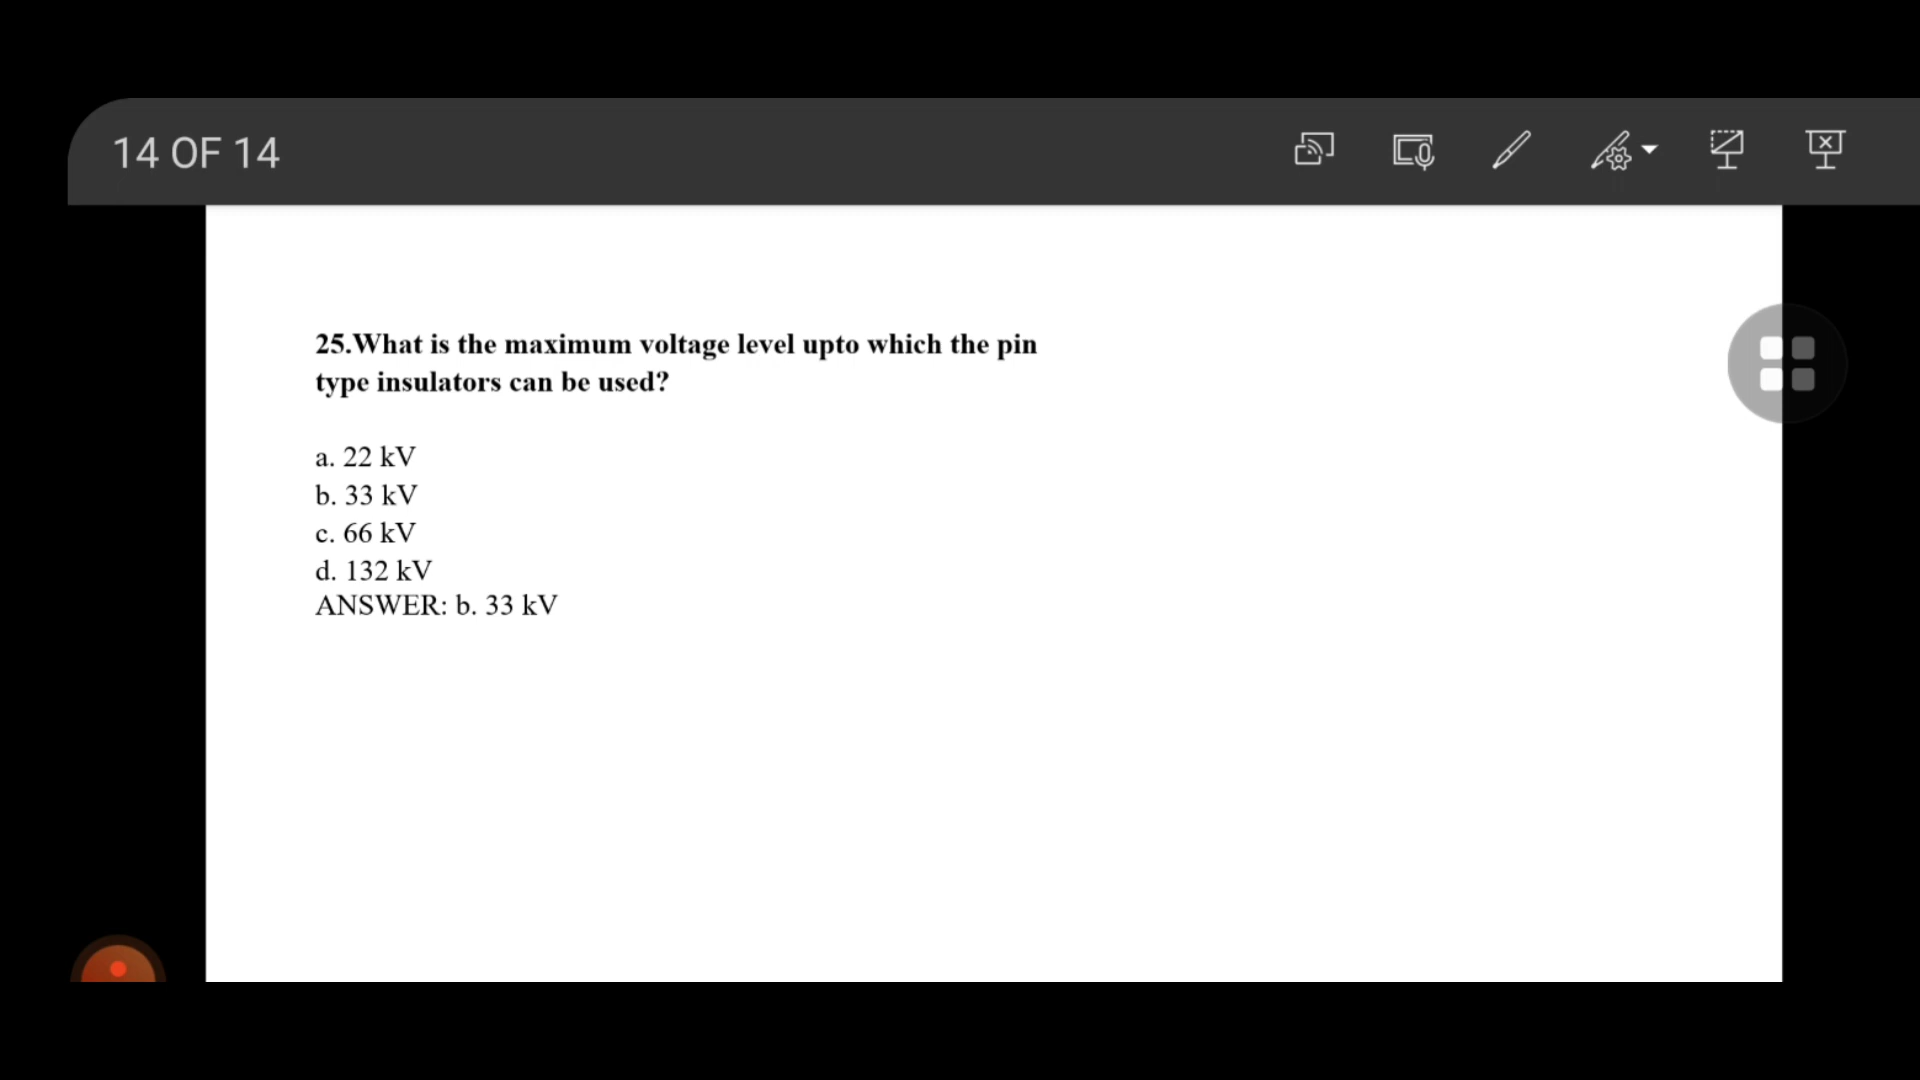 14 OF 14
25.What is the maximum voltage level upto which the pin
type insulators can be used?
a. 22 kV
b. 33 kV
c. 66 kV
d. 132 kV
ANSWER: b. 33 kV